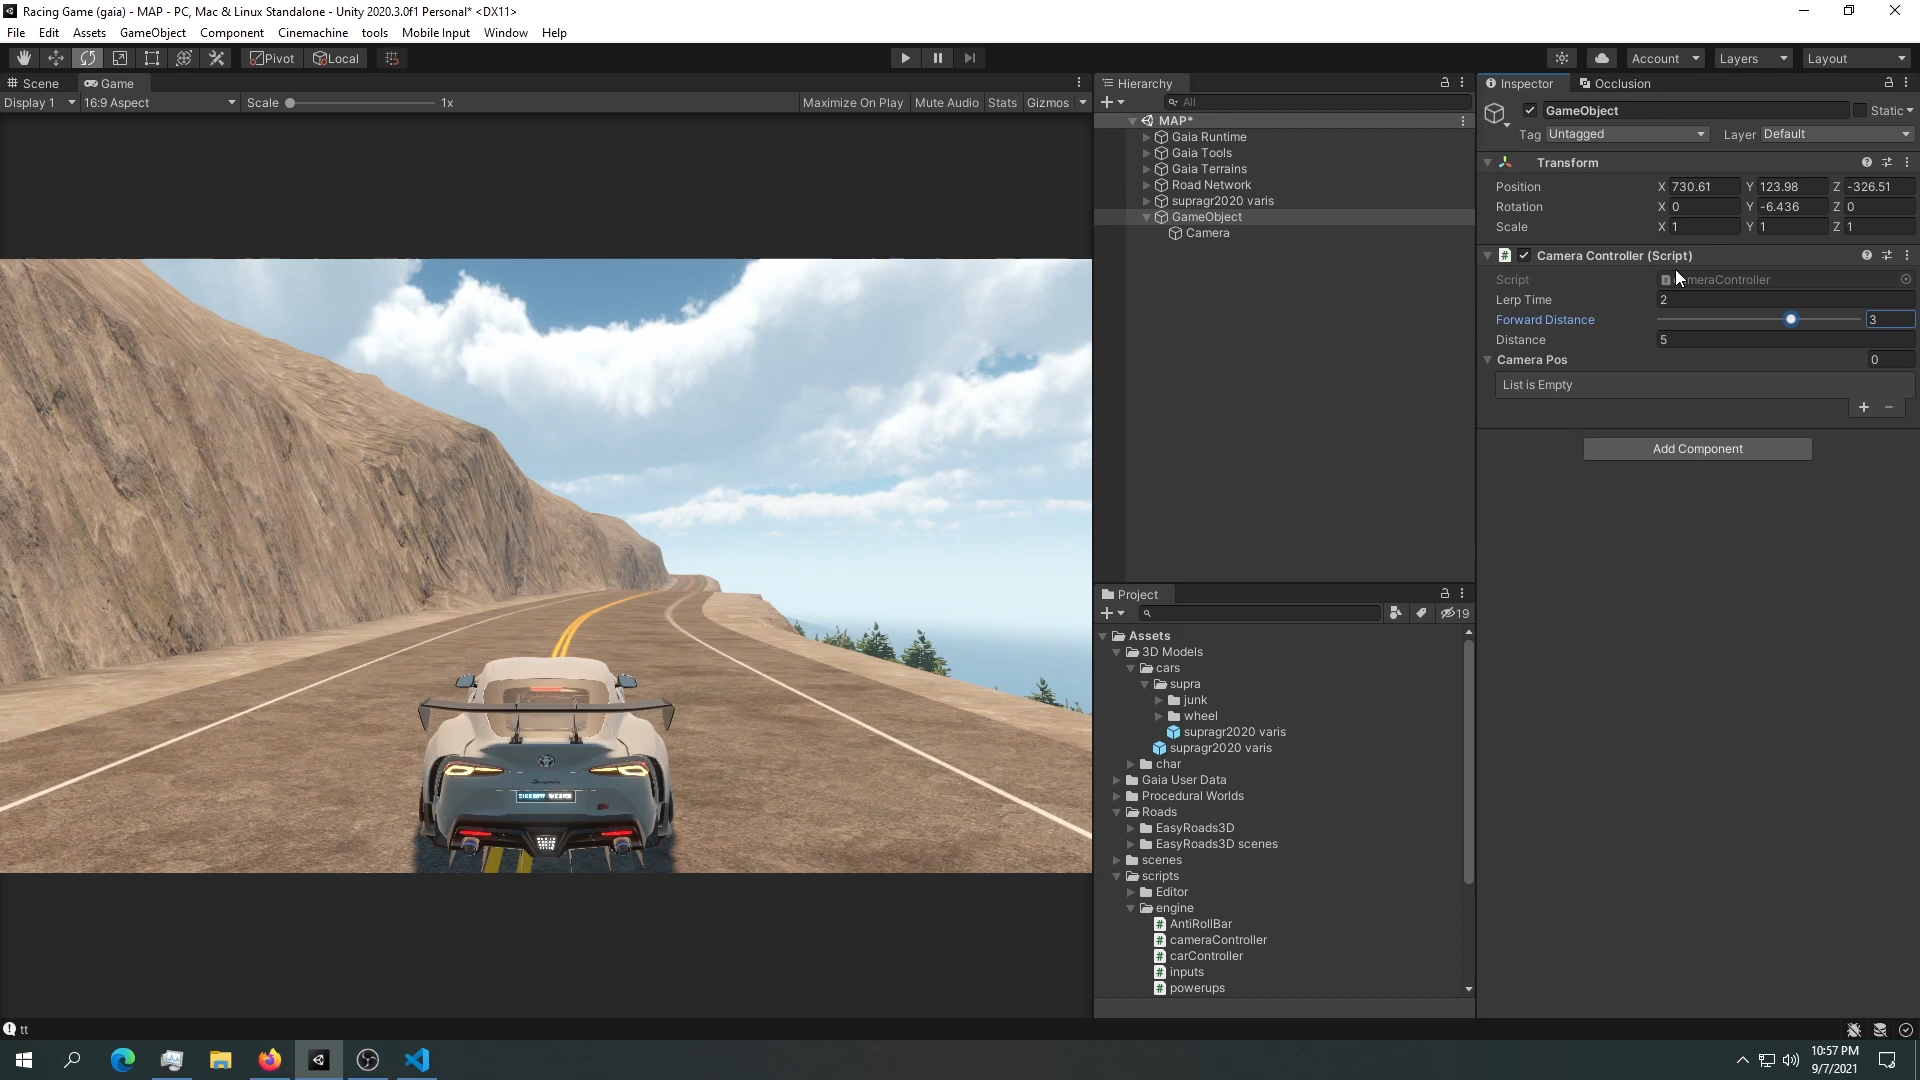 Racing Game (gaia) - MAP - PC, Mac & Linux Standalone - Unity 2020.3.0f1 Personal* <DX11>
File Edit Assets GameObject Component Cinemachine tools Mobile Input Window Help
Pivot Local Account Layers Layout
Scene Game
Display 1 16:9 Aspect Scale 1x Maximize On Play Mute Audio Stats Gizmos
Hierarchy
All
MAP*
Gaia Runtime
Gaia Tools
Gaia Terrains
Road Network
supragr2020 varis
GameObject
Camera
Inspector Occlusion
GameObject Static
Tag Untagged Layer Default
Transform
Position X 730.61 Y 123.98 Z -326.51
Rotation X 0 Y -6.436 Z 0
Scale X 1 Y 1 Z 1
Camera Controller (Script)
Script meraController
Lerp Time 2
Forward Distance 3
Distance 5
Camera Pos 0
List is Empty
Add Component
Project
19
Assets
3D Models
cars
supra
junk
wheel
supragr2020 varis
supragr2020 varis
char
Gaia User Data
Procedural Worlds
Roads
EasyRoads3D
EasyRoads3D scenes
scenes
scripts
Editor
engine
AntiRollBar
cameraController
carController
inputs
powerups
tt
10:57 PM
9/7/2021